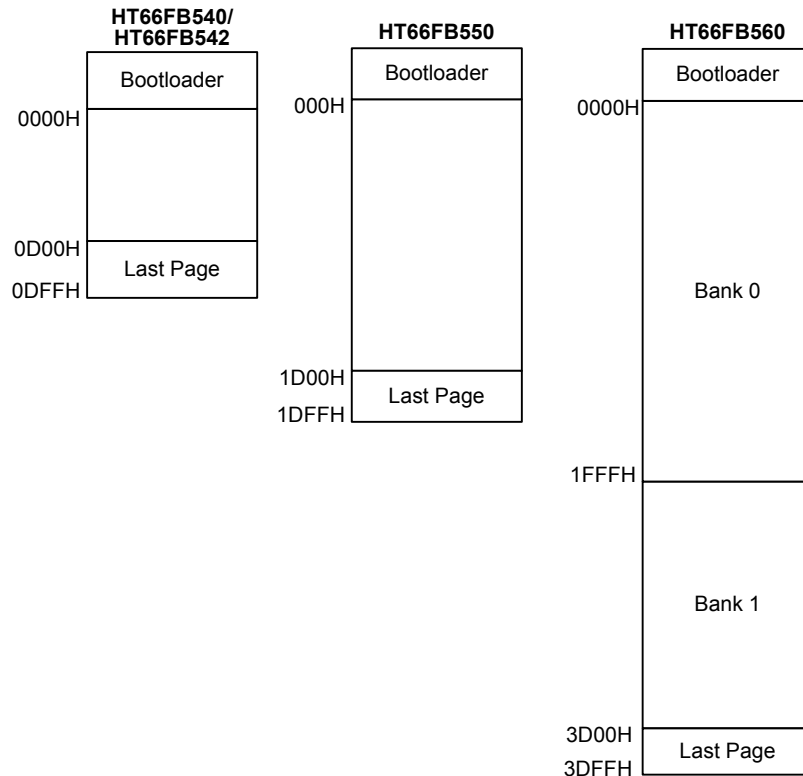 HT66FB540/
HT66FB542
Bootloader
0000H
0D00H
Last Page
0DFFH
HT66FB550
Bootloader
000H
1D00H
Last Page
1DFFH
HT66FB560
Bootloader
0000H
Bank 0
1FFFH
Bank 1
3D00H
Last Page
3DFFH